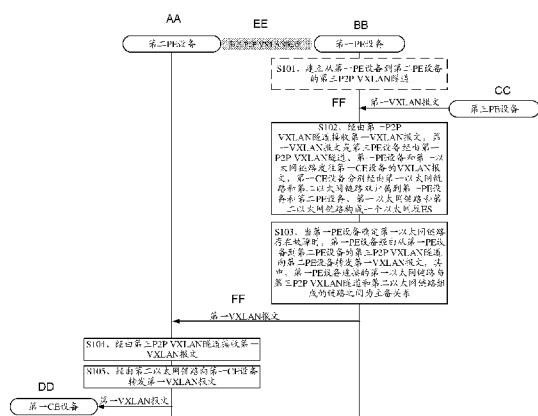 AA
EE
BB
第二PE设备
第三P2P VXLAN隧道
第一PE设备
S101、建立从第一PE设备到第二PE设备
的第三P2P VXLAN隧道
CC
FF
第一VXLAN报文
第三PE设备
S102、经由第一P2P
VXLAN隧道接收第一VXLAN报文，第
一VXLAN报文是第三PE设备经由第一
P2P VXLAN隧道、第一PE设备和第一以
太网链路发往第一CE设备的VXLAN报
文，第一CE设备分别经由第一以太网链
路和第二以太网链路双归属到第一PE设
备和第二PE设备，第一以太网链路和第
二以太网链路构成一个以太网段ES
S103、当第一PE设备确定第一以太网链路
存在故障时，第一PE设备经由从第一PE设备
到第二PE设备的第三P2P VXLAN隧道
向第二PE设备转发第一VXLAN报文，其
中，第一PE设备连接的第一以太网链路与
第三P2P VXLAN隧道和第二以太网链路组
成的链路之间为主备关系
FF
第一VXLAN报文
S104、经由第三P2P VXLAN隧道接收第一
VXLAN报文
S105、经由第二以太网链路向第一CE设备
转发第一VXLAN报文
DD
第一CE设备
第一VXLAN报文